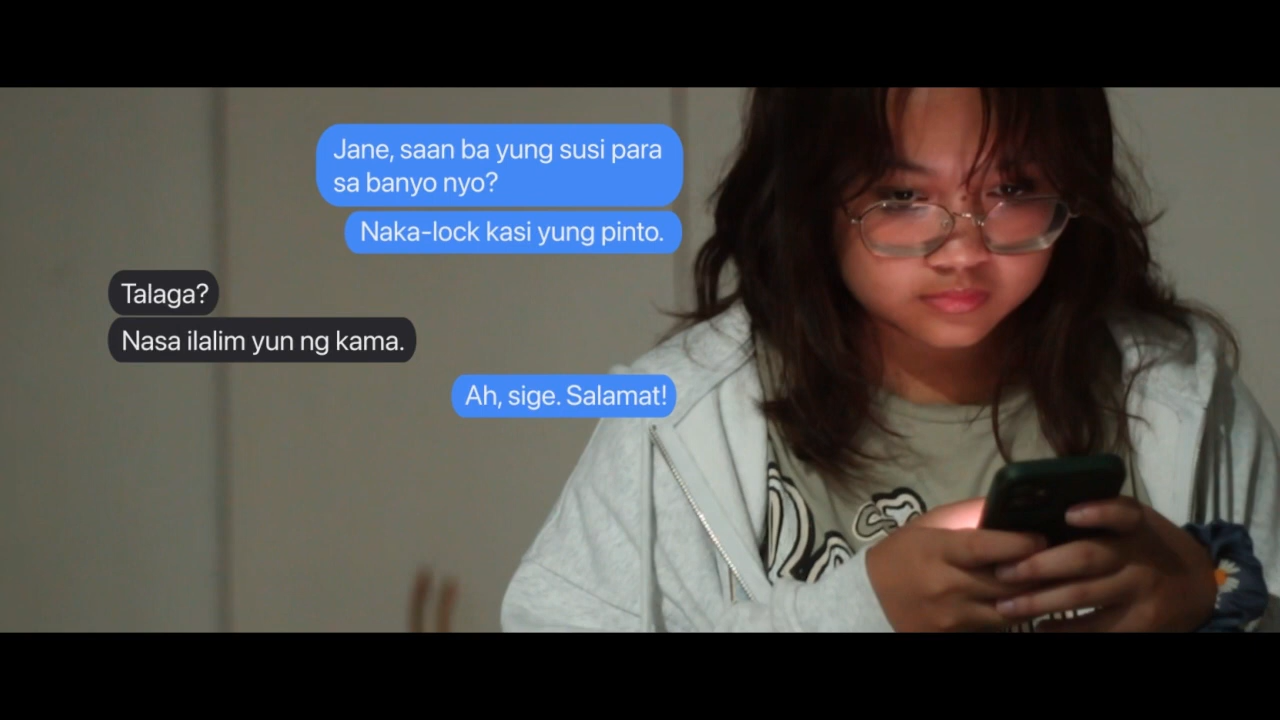 Jane, saan ba yung susi para
sa banyo nyo?
Naka-lock kasi yung pinto.
Talaga?
Nasa ilalim yun ng kama.
Ah, sige. Salamat!